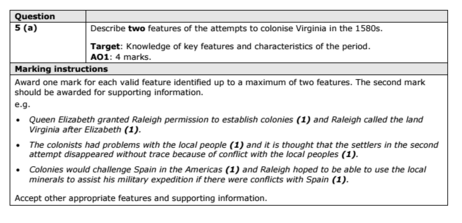 Question
5 (a)
Describe two features of the attempts to colonise Virginia in the 1580s.
Target: Knowledge of key features and characteristics of the period.
AO1: 4 marks.
Marking instructions
Award one mark for each valid feature identified up to a maximum of two features. The second mark
should be awarded for supporting information.
e.g.
• Queen Elizabeth granted Raleigh permission to establish colonies (1) and Raleigh called the land
Virginia after Elizabeth (1).
• The colonists had problems with the local people (1) and it is thought that the settlers in the second
attempt disappeared without trace because of conflict with the local peoples (1).
• Colonies would challenge Spain in the Americas (1) and Raleigh hoped to be able to use the local
minerals to assist his military expedition if there were conflicts with Spain (1).
Accept other appropriate features and supporting information.